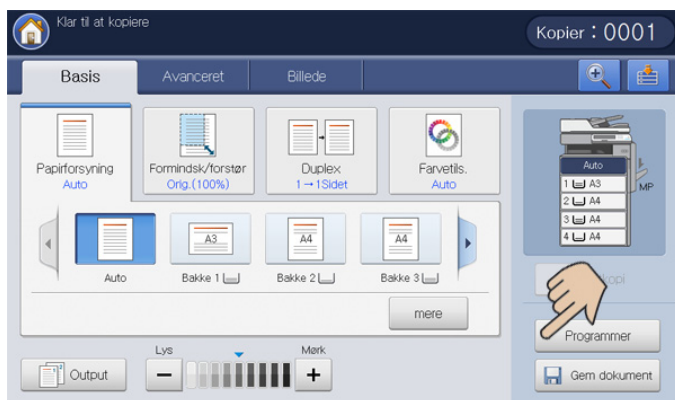 Klar til at kopiere
Kopier : 0001
Basis
Avanceret
Billede
Papirforsyning
Auto
Formindsk/forstør
Orig.(100%)
Duplex
1→1Sidet
Farvetils.
Auto
Auto
1 A3
2 A4
3 A4
4 A4
MP
A3
A4
A4
Auto
Bakke 1
Bakke 2
Bakke 3
kopi
mere
Programmer
Lys
Mørk
Output
Gem dokument